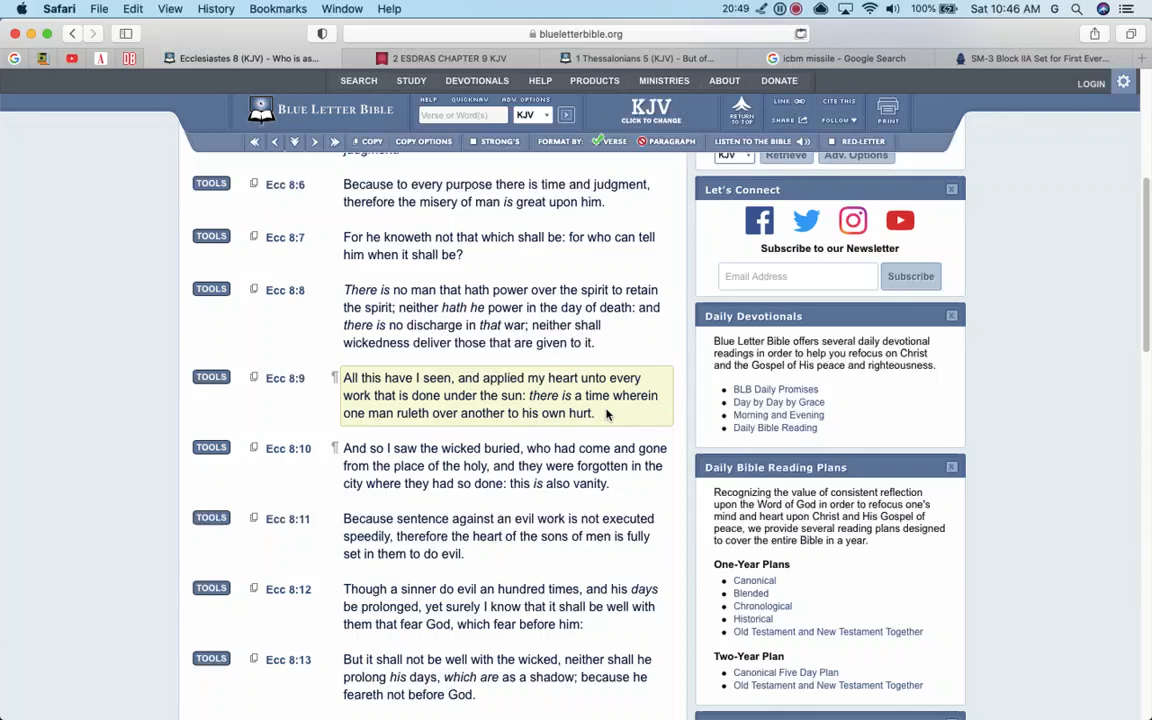 Safari File Edit View History Bookmarks Window Help 20:49 100% Sat 10:46 AM G
blueletterbible.org
Ecclesiastes 8 (KJV) - Who is as... 2 ESDRAS CHAPTER 9 KJV 1 Thessalonians 5 (KJV) - But of... icbm missile - Google Search SM-3 Block IIA Set for First Ever...
SEARCH STUDY DEVOTIONALS HELP PRODUCTS MINISTRIES ABOUT DONATE LOGIN
BLUE LETTER BIBLE
HELP QUICKNAV ADV. OPTIONS
Verse or Word(s) KJV
KJV
CLICK TO CHANGE
RETURN TO TOP
LINK CITE THIS
SHARE FOLLOW PRINT
COPY COPY OPTIONS STRONG'S FORMAT BY: VERSE PARAGRAPH LISTEN TO THE BIBLE RED-LETTER
judgment.
TOOLS Ecc 8:6 Because to every purpose there is time and judgment,
therefore the misery of man is great upon him.
TOOLS Ecc 8:7 For he knoweth not that which shall be: for who can tell
him when it shall be?
TOOLS Ecc 8:8 There is no man that hath power over the spirit to retain
the spirit; neither hath he power in the day of death: and
there is no discharge in that war; neither shall
wickedness deliver those that are given to it.
TOOLS Ecc 8:9 ¶ All this have I seen, and applied my heart unto every
work that is done under the sun: there is a time wherein
one man ruleth over another to his own hurt.
TOOLS Ecc 8:10 ¶ And so I saw the wicked buried, who had come and gone
from the place of the holy, and they were forgotten in the
city where they had so done: this is also vanity.
TOOLS Ecc 8:11 Because sentence against an evil work is not executed
speedily, therefore the heart of the sons of men is fully
set in them to do evil.
TOOLS Ecc 8:12 Though a sinner do evil an hundred times, and his days
be prolonged, yet surely I know that it shall be well with
them that fear God, which fear before him:
TOOLS Ecc 8:13 But it shall not be well with the wicked, neither shall he
prolong his days, which are as a shadow; because he
feareth not before God.
KJV Retrieve Adv. Options
Let's Connect
Subscribe to our Newsletter
Email Address Subscribe
Daily Devotionals
Blue Letter Bible offers several daily devotional
readings in order to help you refocus on Christ
and the Gospel of His peace and righteousness.
BLB Daily Promises
Day by Day by Grace
Morning and Evening
Daily Bible Reading
Daily Bible Reading Plans
Recognizing the value of consistent reflection
upon the Word of God in order to refocus one's
mind and heart upon Christ and His Gospel of
peace, we provide several reading plans designed
to cover the entire Bible in a year.
One-Year Plans
Canonical
Blended
Chronological
Historical
Old Testament and New Testament Together
Two-Year Plan
Canonical Five Day Plan
Old Testament and New Testament Together